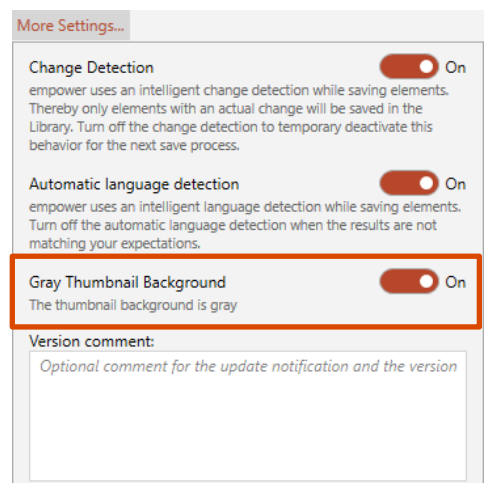 More Settings...
Change Detection On
empower uses an intelligent change detection while saving elements.
Thereby only elements with an actual change will be saved in the
Library. Turn off the change detection to temporary deactivate this
behavior for the next save process.
Automatic language detection On
empower uses an intelligent language detection while saving elements.
Turn off the automatic language detection when the results are not
matching your expectations.
Gray Thumbnail Background On
The thumbnail background is gray
Version comment:
Optional comment for the update notification and the version